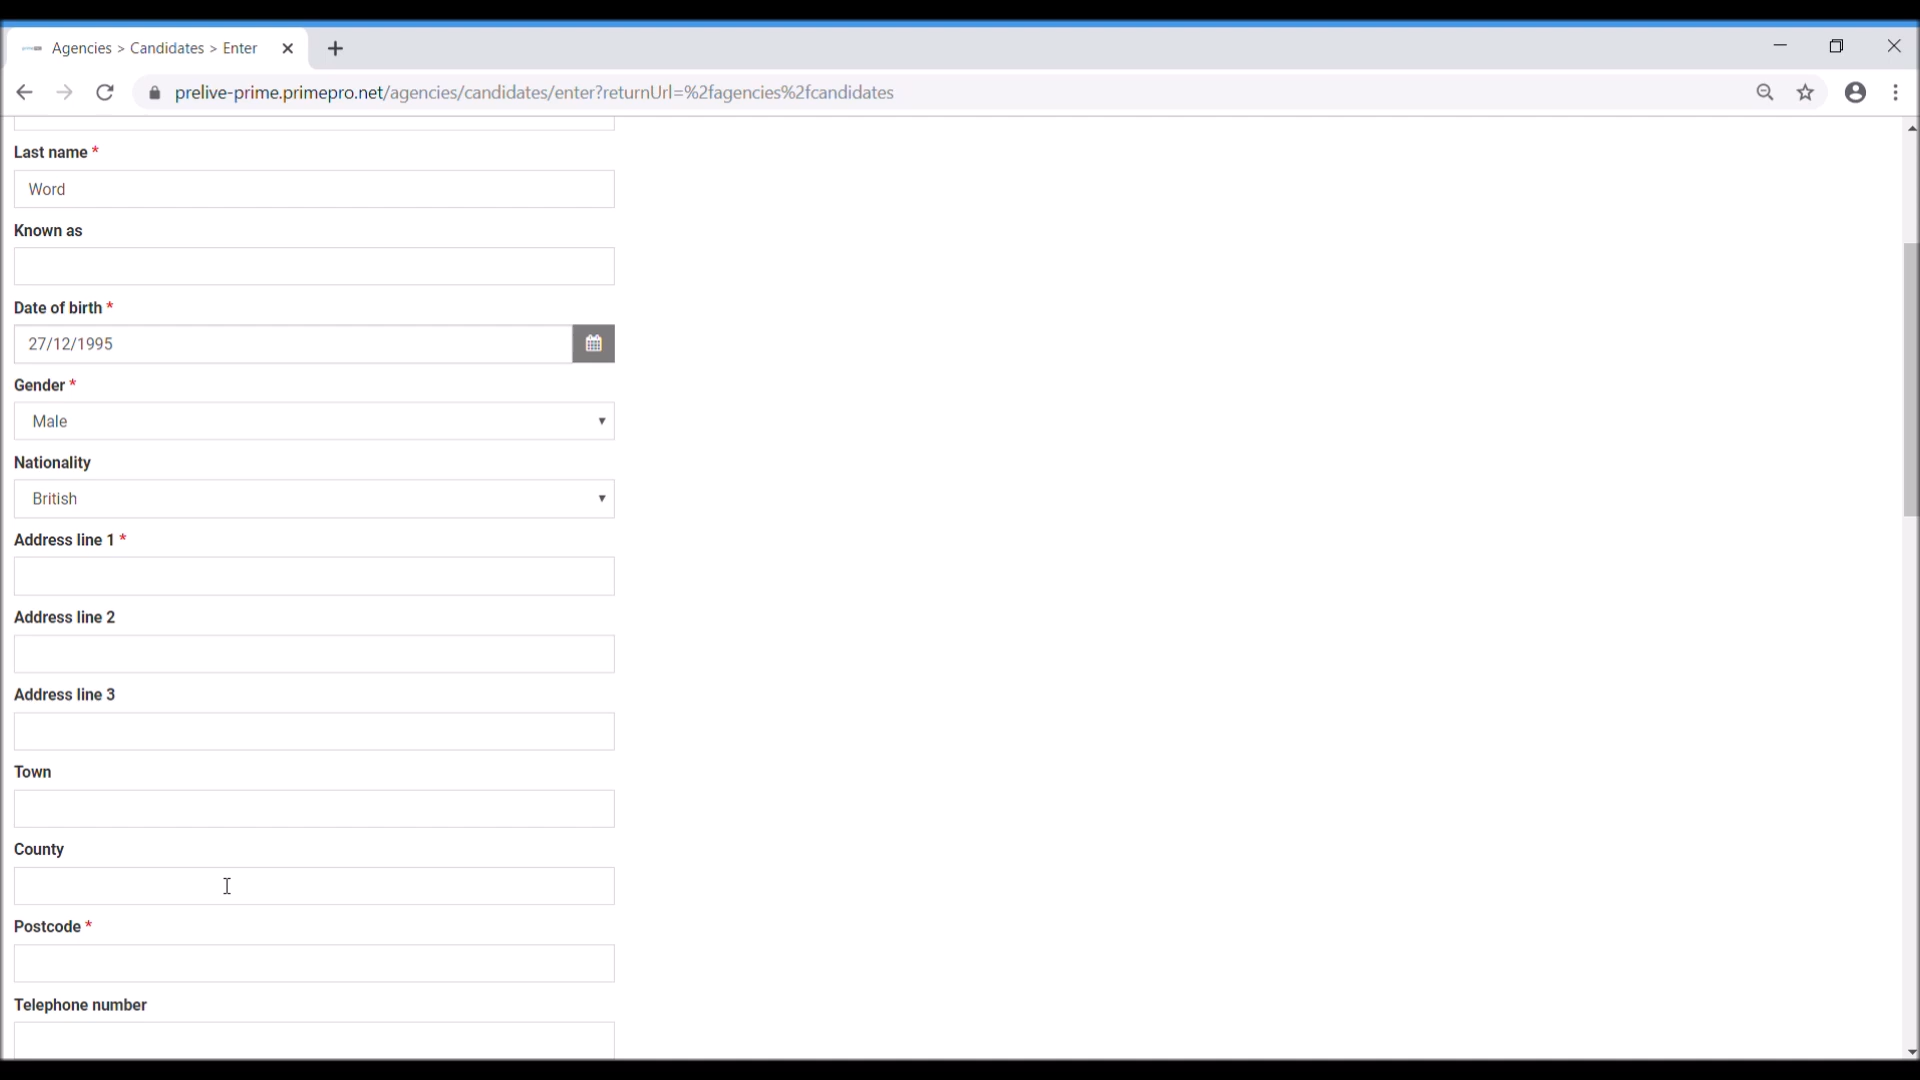 Agencies > Candidates > Enter
prelive-prime.primepro.net/agencies/candidates/enter?returnUrl=%2fagencies%2fcandidates
Last name *
Word
Known as
Date of birth *
27/12/1995
Gender *
Male
Nationality
British
Address line 1 *
Address line 2
Address line 3
Town
County
Postcode *
Telephone number